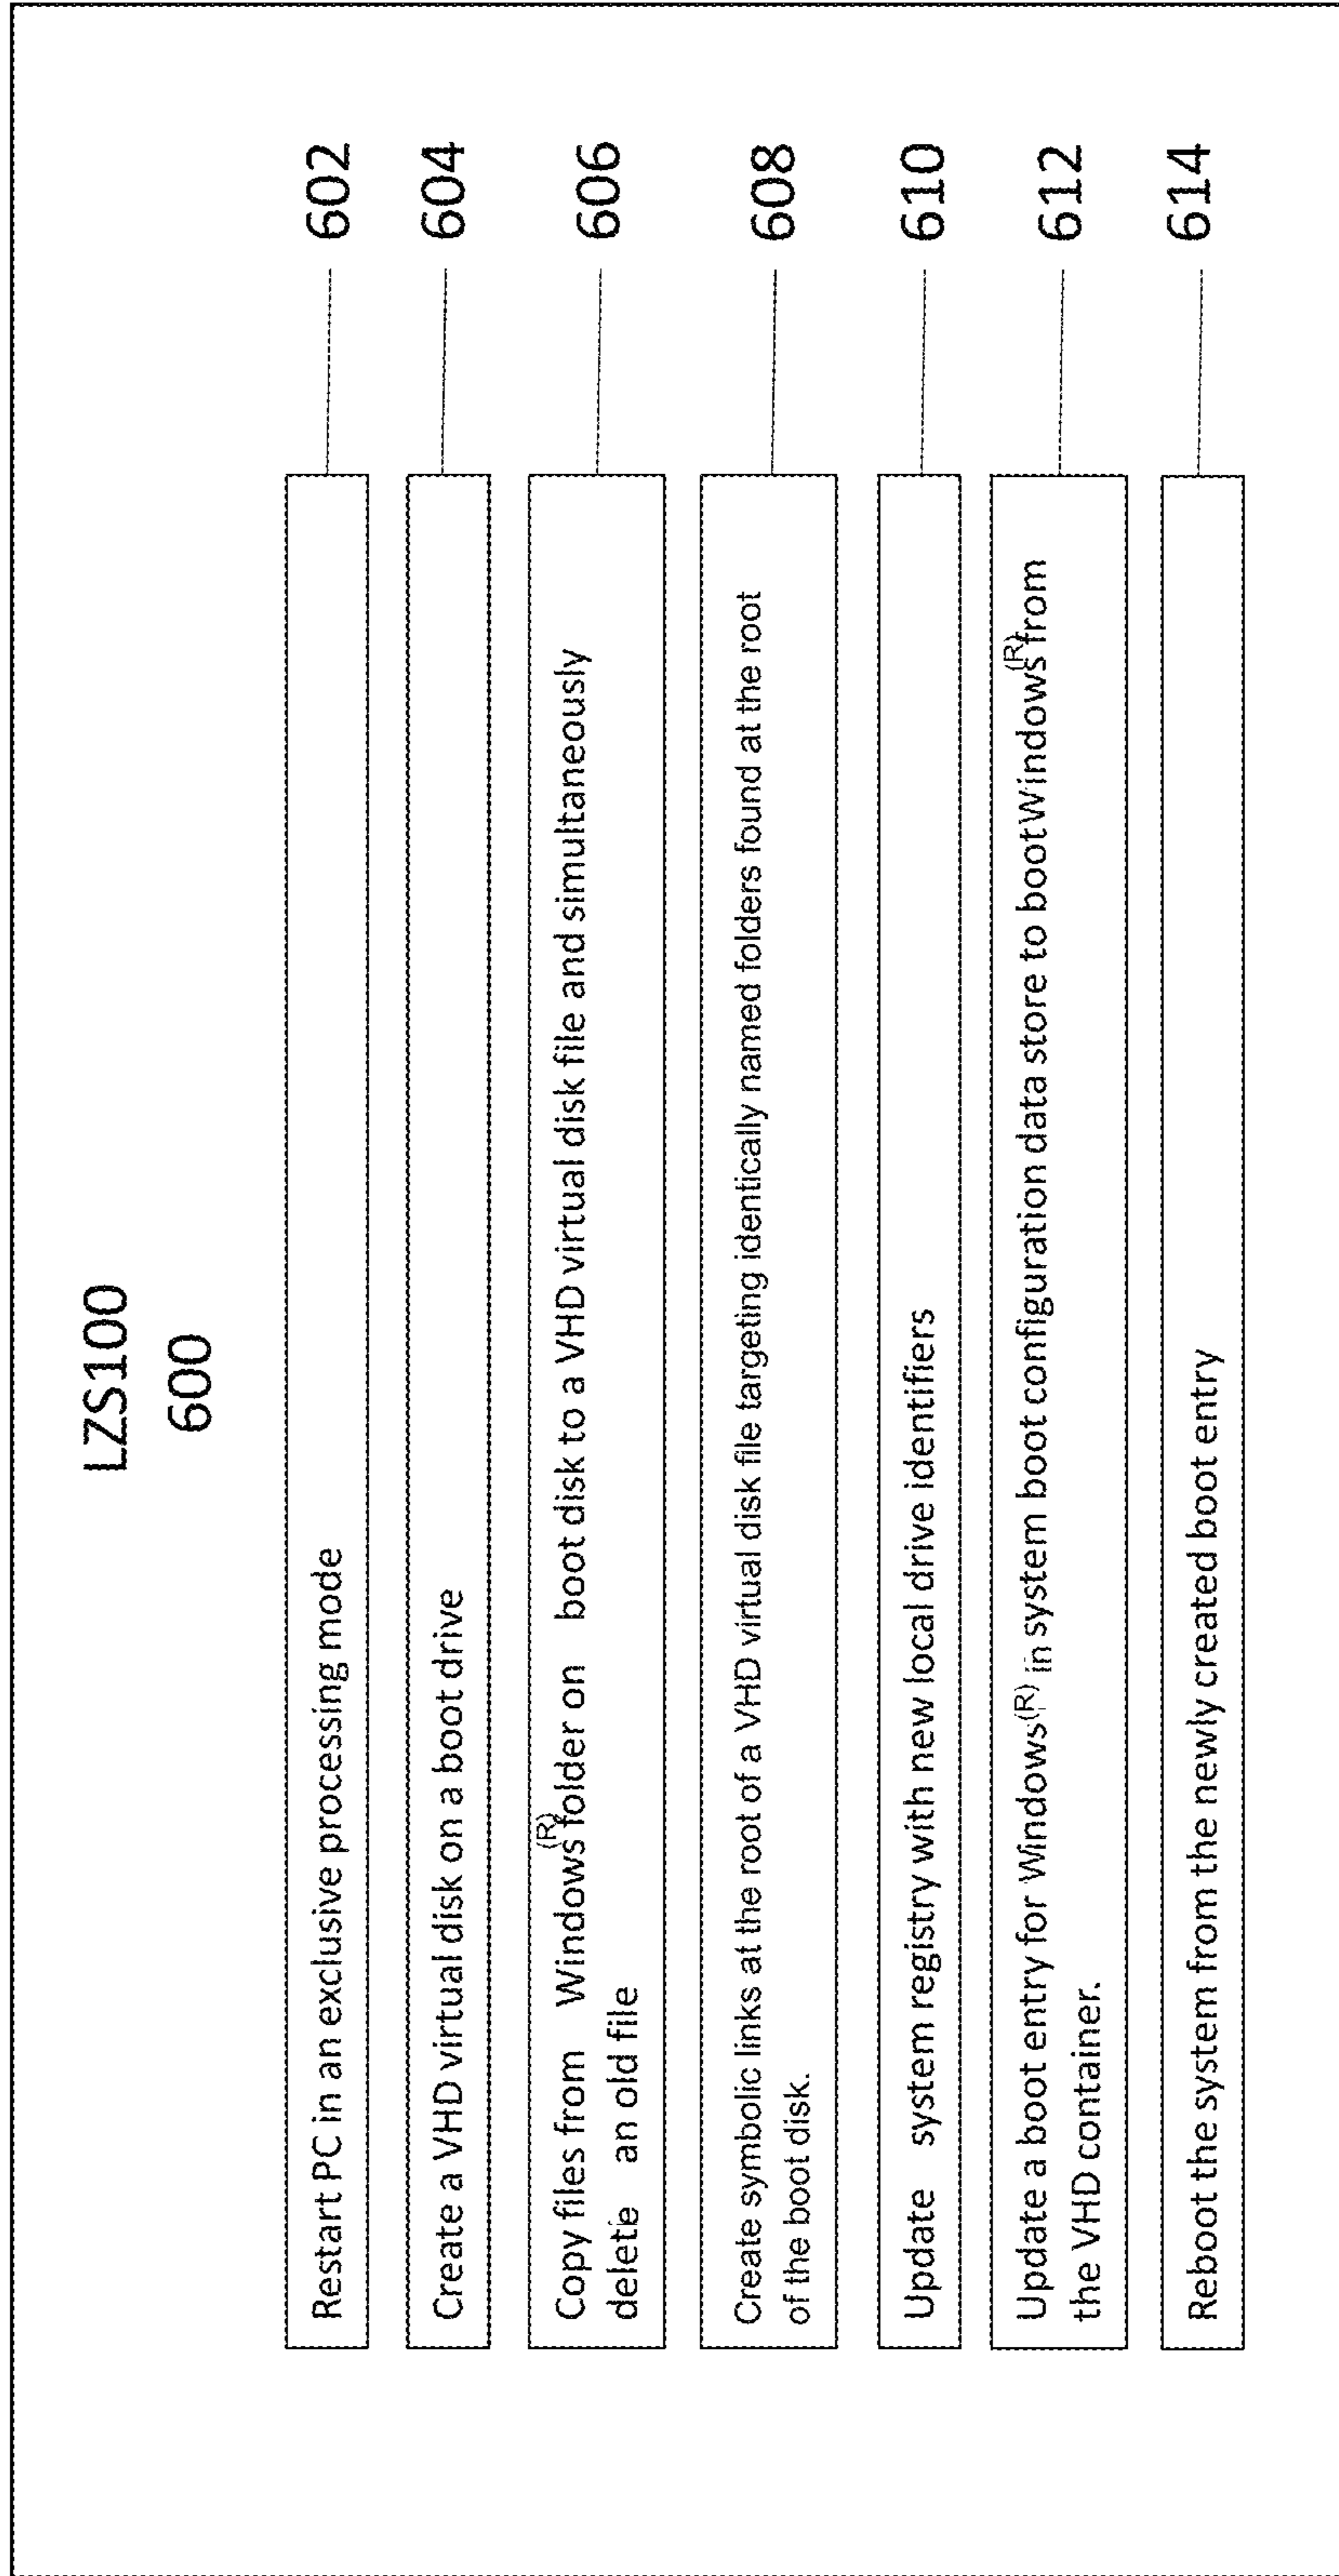 LZS100
600
Restart PC in an exclusive processing mode
602
Create a VHD virtual disk on a boot drive
604
Copy files from Windows(R) folder on boot disk to a VHD virtual disk file and simultaneously
delete an old file
606
Create symbolic links at the root of a VHD virtual disk file targeting identically named folders found at the root
of the boot disk.
608
Update system registry with new local drive identifiers
610
Update a boot entry for Windows(R) in system boot configuration data store to bootWindows(R) from
the VHD container.
612
Reboot the system from the newly created boot entry
614